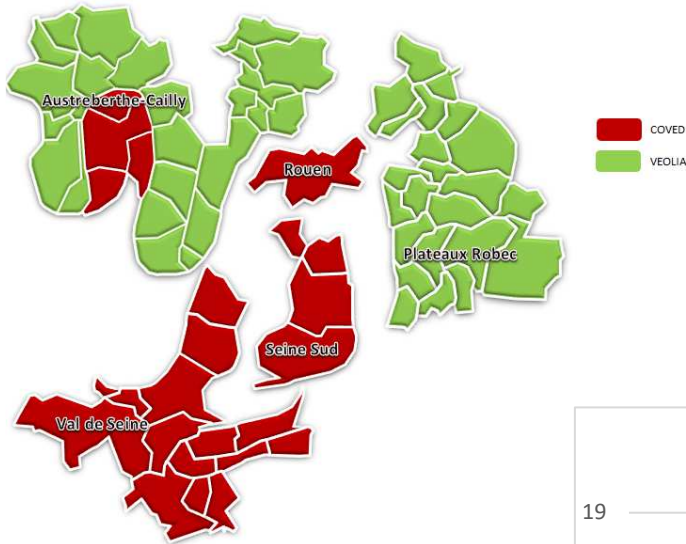 Austreberthe-Cailly
COVED
VEOLIA
Rouen
Plateaux Robec
Seine Sud
Val de Seine
19